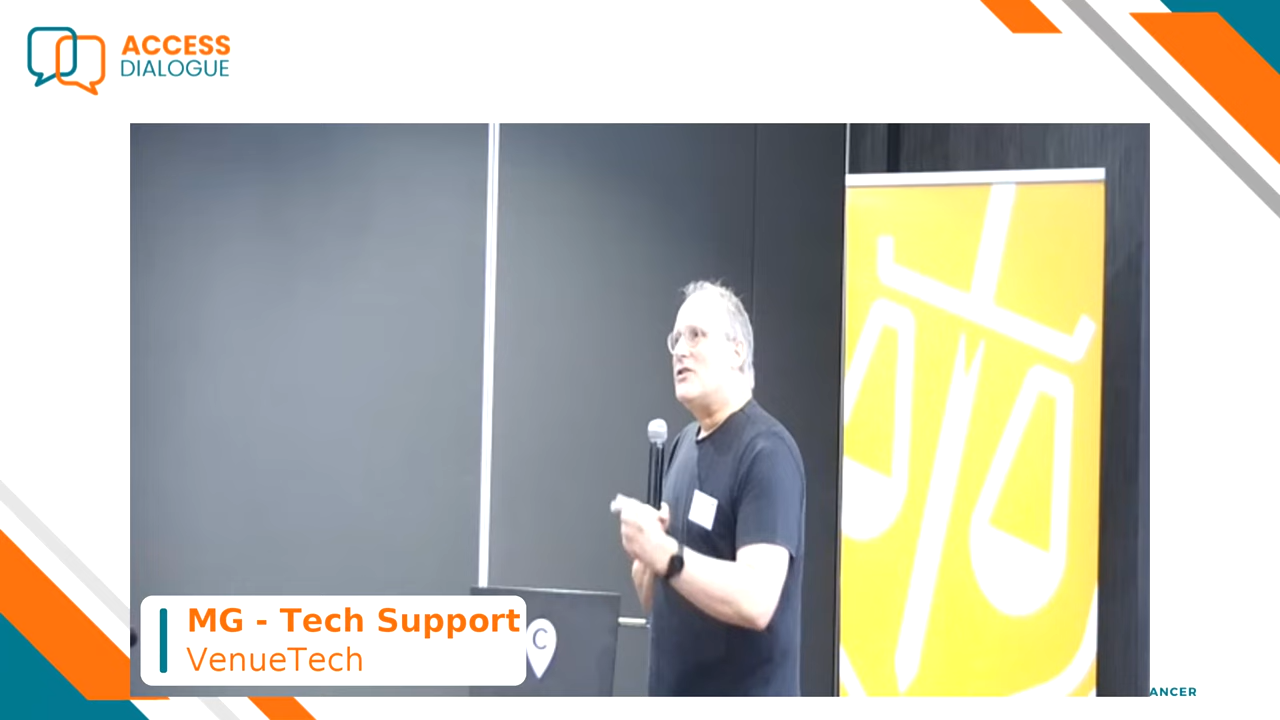 ACCESS
DIALOGUE
MG - Tech Support
VenueTech
C
ANCER